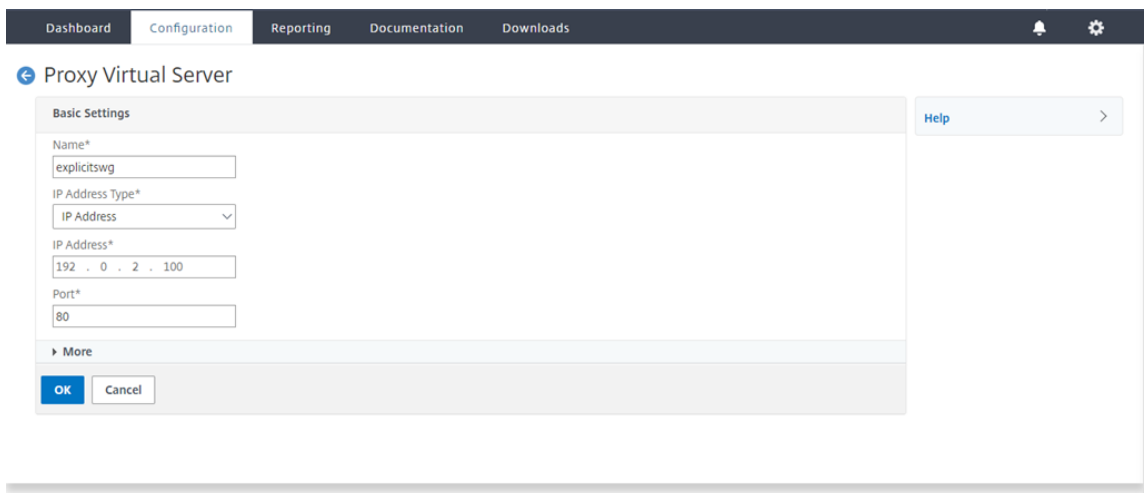 Dashboard Configuration Reporting Documentation Downloads
Proxy Virtual Server
Basic Settings
Help
Name*
explicitswg
IP Address Type*
IP Address
IP Address*
192 . 0 . 2 . 100
Port*
80
More
OK Cancel